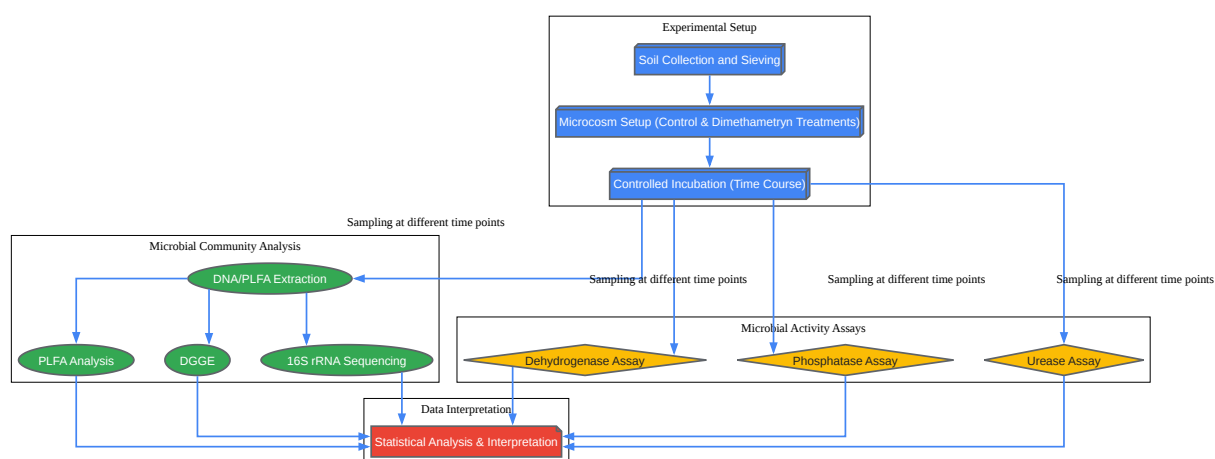 Experimental Setup
Soil Collection and Sieving
Microcosm Setup (Control & Dimethametryn Treatments)
Controlled Incubation (Time Course)
Sampling at different time points
Microbial Community Analysis
DNA/PLFA Extraction
Sampling at different time points
Sampling at different time points
Sampling at different time points
Microbial Activity Assays
PLFA Analysis
DGGE
16S rRNA Sequencing
Dehydrogenase Assay
Phosphatase Assay
Urease Assay
Data Interpretation
Statistical Analysis & Interpretation